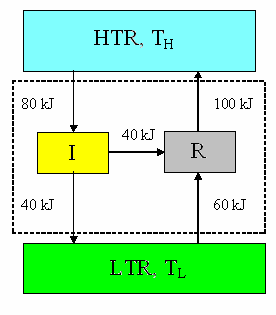 HTR, T_H
80 kJ
100 kJ
40 kJ
I
R
40 kJ
60 kJ
LTR, T_L